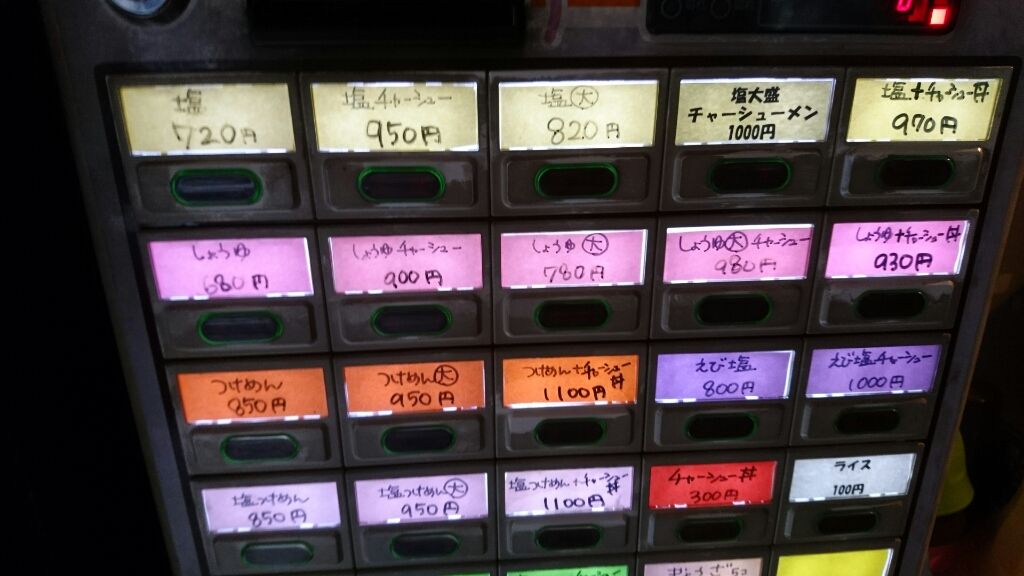 塩
720円
塩チャーシュー
950円
塩大
820円
塩大盛
チャーシューメン
1000円
塩+チャーシュー丼
970円
しょうゆ
680円
しょうゆチャーシュー
900円
しょうゆ大
780円
しょうゆ大チャーシュー
980円
しょうゆ+チャーシュー丼
930円
つけめん
850円
つけめん大
950円
つけめん+チャーシュー丼
1100円
えび塩
800円
えび塩チャーシュー
1000円
塩つけめん
850円
塩つけめん大
950円
塩つけめん+チャーシュー丼
1100円
チャーシュー丼
300円
ライス
100円